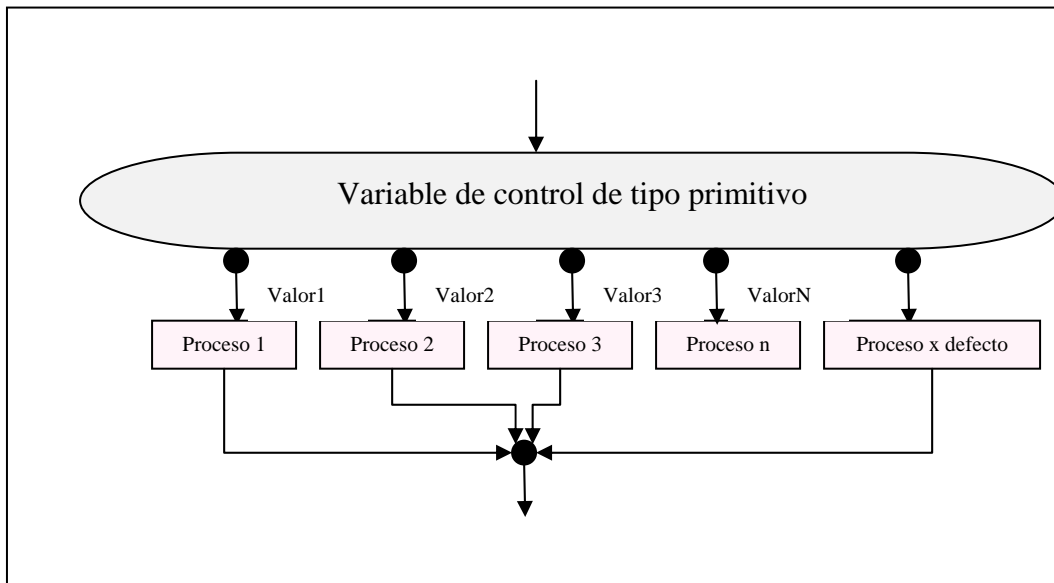 Variable de control de tipo primitivo
Valor1 Valor2 Valor3 ValorN
Proceso 1 Proceso 2 Proceso 3 Proceso n Proceso x defecto